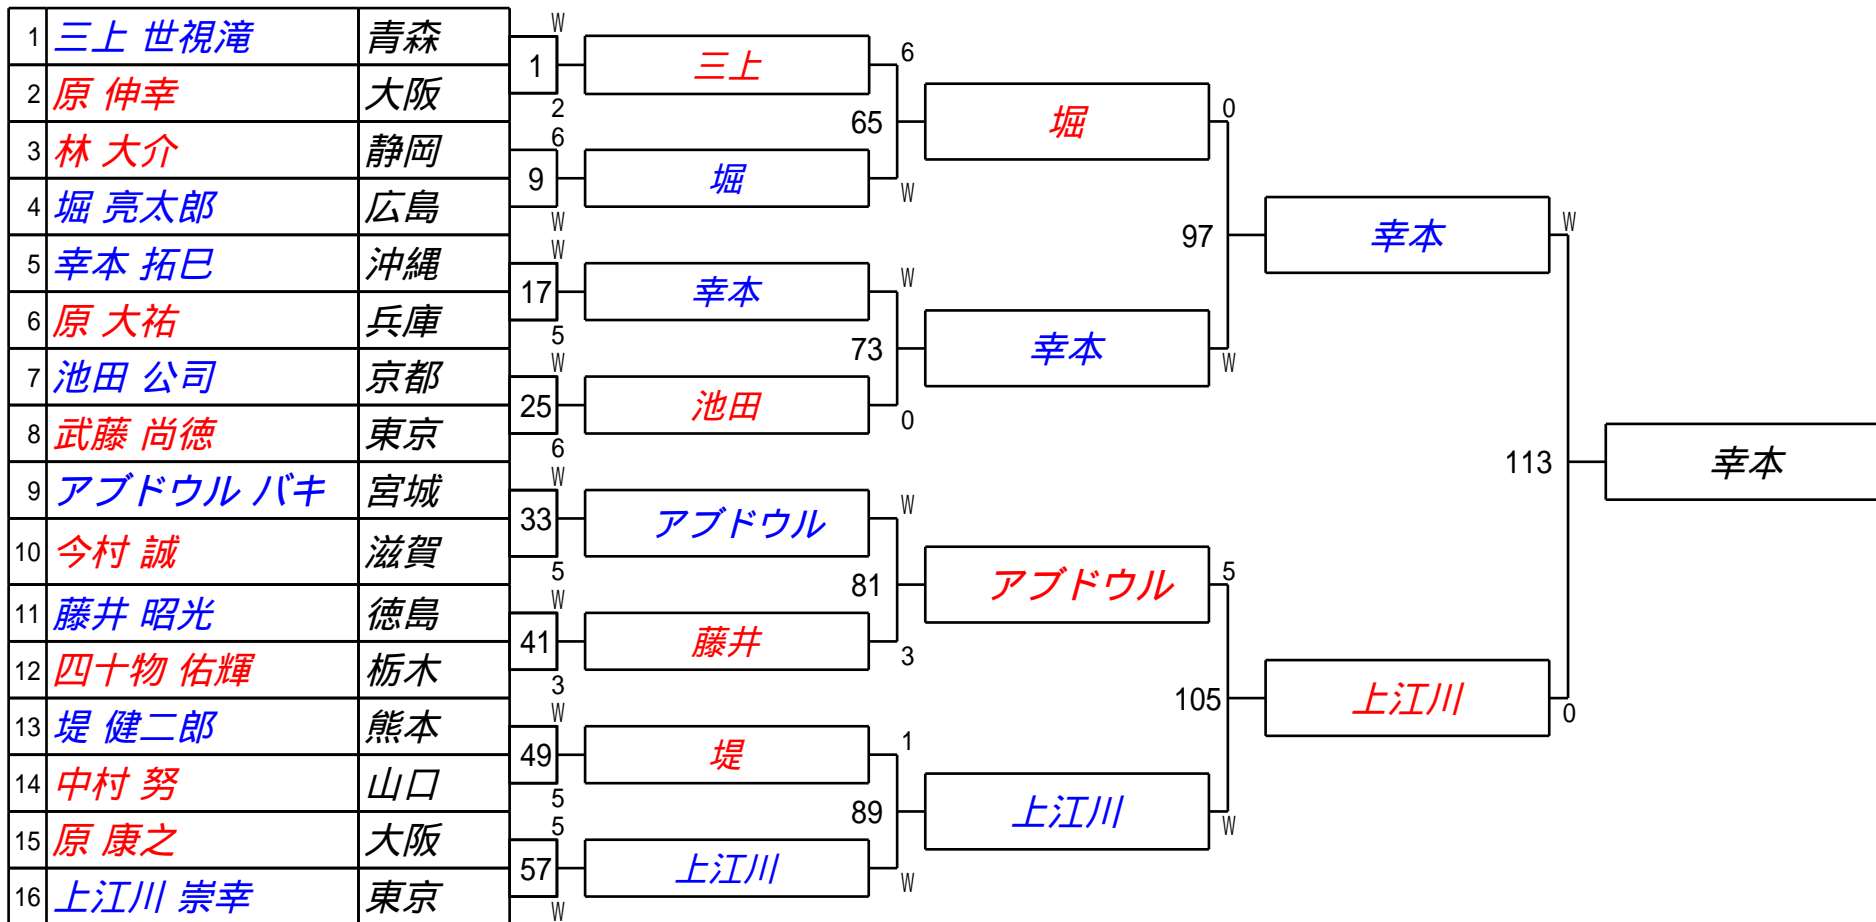 1 三上 世視滝 青森
2 原 伸幸 大阪
3 林 大介 静岡
4 堀 亮太郎 広島
5 幸本 拓巳 沖縄
6 原 大祐 兵庫
7 池田 公司 京都
8 武藤 尚徳 東京
9 アブドウル バキ 宮城
10 今村 誠 滋賀
11 藤井 昭光 徳島
12 四十物 佑輝 栃木
13 堤 健二郎 熊本
14 中村 努 山口
15 原 康之 大阪
16 上江川 崇幸 東京
W
1
2
6
9
W
W
17
5
W
25
6
W
33
5
W
41
3
W
49
5
5
57
W
三上 6
65
堀 W
幸本 W
73
池田 0
アブドウル W
81
藤井 3
堤 1
89
上江川 W
堀 0
97
幸本 W
アブドウル 5
105
上江川 W
幸本 W
113
上江川 0
幸本